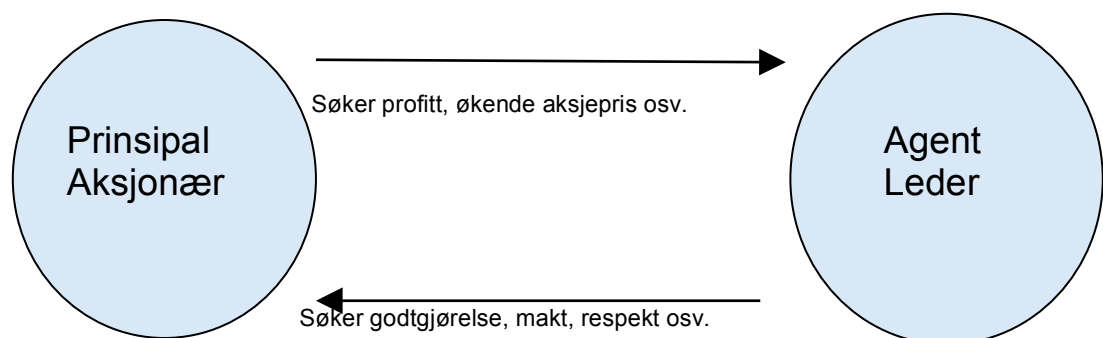 Søker profitt, økende aksjepris osv.
Prinsipal
Aksjonær
Agent
Leder
Søker godtgjørelse, makt, respekt osv.